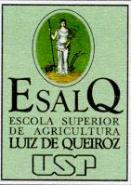 ESALQ
ESCOLA SUPERIOR
DE AGRICULTURA
LUIZ DE QUEIROZ
USP